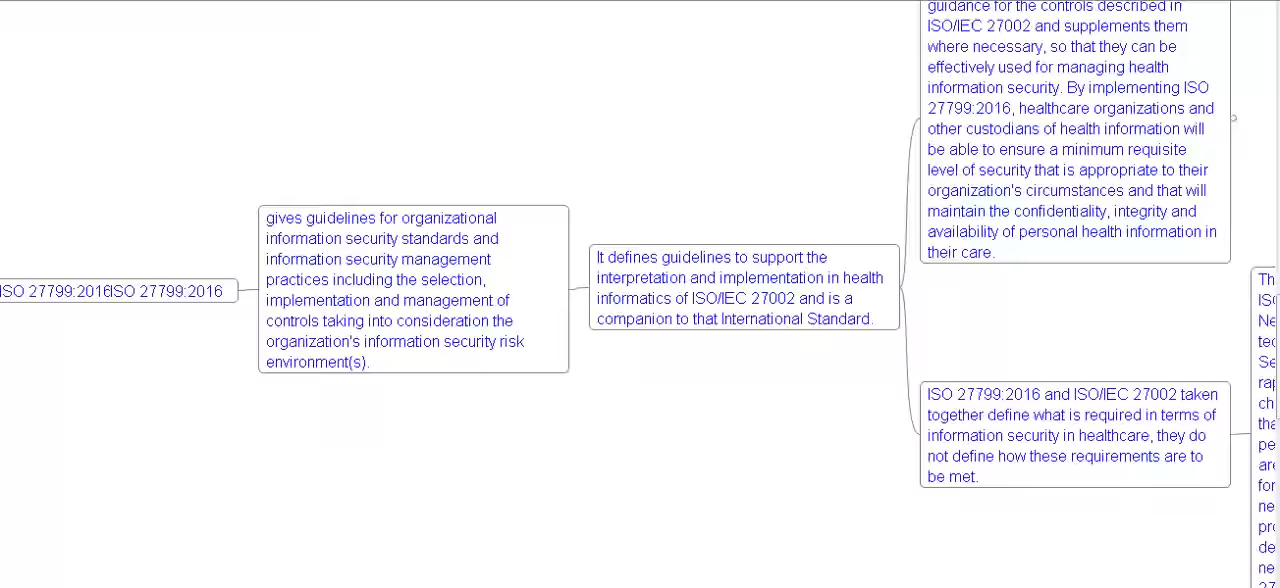 ISO 27799:2016ISO 27799:2016
gives guidelines for organizational
information security standards and
information security management
practices including the selection,
implementation and management of
controls taking into consideration the
organization's information security risk
environment(s).
It defines guidelines to support the
interpretation and implementation in health
informatics of ISO/IEC 27002 and is a
companion to that International Standard.
guidance for the controls described in
ISO/IEC 27002 and supplements them
where necessary, so that they can be
effectively used for managing health
information security. By implementing ISO
27799:2016, healthcare organizations and
other custodians of health information will
be able to ensure a minimum requisite
level of security that is appropriate to their
organization's circumstances and that will
maintain the confidentiality, integrity and
availability of personal health information in
their care.
ISO 27799:2016 and ISO/IEC 27002 taken
together define what is required in terms of
information security in healthcare, they do
not define how these requirements are to
be met.